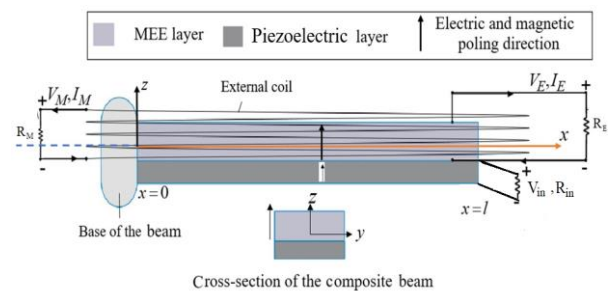 MEE layer
Piezoelectric layer
Electric and magnetic
poling direction
z
External coil
V_M,I_M
V_E,I_E
+
+
R_M
R_E
x
-
-
+
V_in , R_in
-
x=0
x=l
Base of the beam
z
y
Cross-section of the composite beam